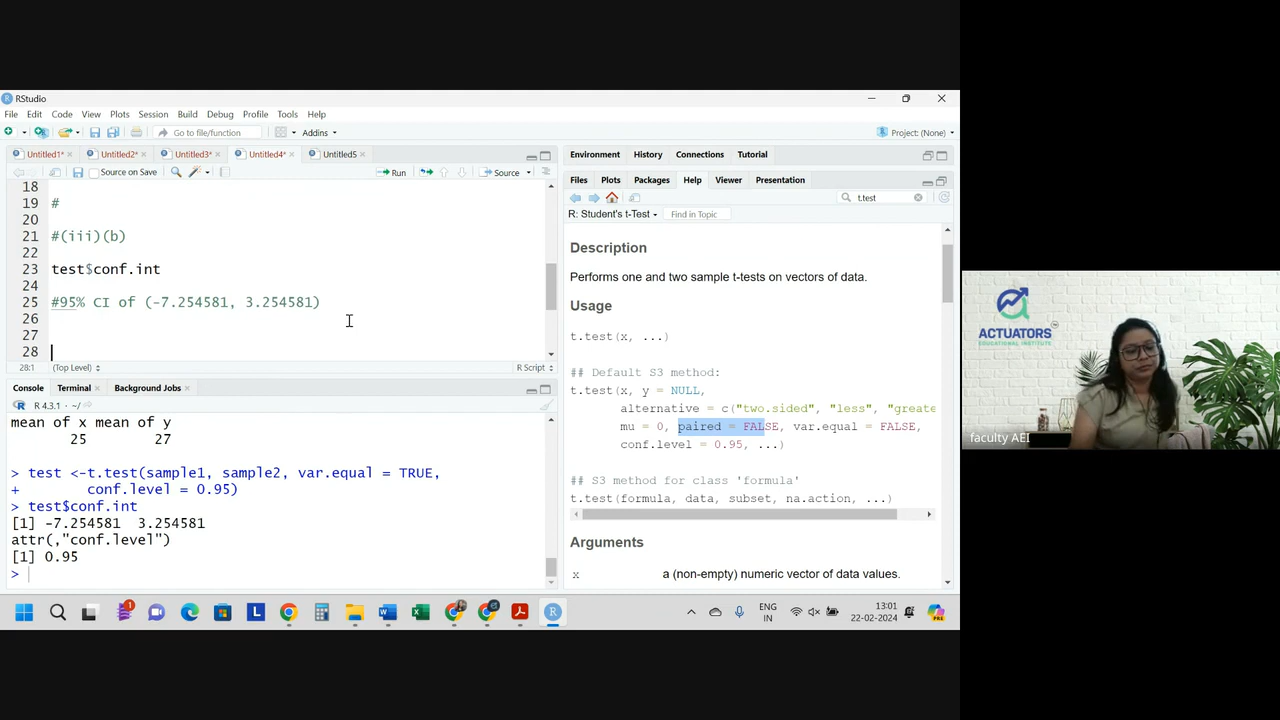 RStudio
File Edit Code View Plots Session Build Debug Profile Tools Help
Go to file/function Addins Project: (None)
Untitled1* Untitled2* Untitled3* Untitled4* Untitled5
Source on Save Run Source
18
19 #
20
21 #(iii)(b)
22
23 test$conf.int
24
25 #95% CI of (-7.254581, 3.254581)
26
27
28
28:1 (Top Level) R Script
Console Terminal Background Jobs
R 4.3.1 · ~/
mean of x mean of y
25 27
> test <-t.test(sample1, sample2, var.equal = TRUE,
+ conf.level = 0.95)
> test$conf.int
[1] -7.254581 3.254581
attr(,"conf.level")
[1] 0.95
>
Environment History Connections Tutorial
Files Plots Packages Help Viewer Presentation
t.test
R: Student's t-Test Find in Topic
Description
Performs one and two sample t-tests on vectors of data.
Usage
t.test(x, ...)
## Default S3 method:
t.test(x, y = NULL,
alternative = c("two.sided", "less", "greate
mu = 0, paired = FALSE, var.equal = FALSE,
conf.level = 0.95, ...)
## S3 method for class 'formula'
t.test(formula, data, subset, na.action, ...)
Arguments
x a (non-empty) numeric vector of data values.
ENG
IN
13:01
22-02-2024
ACTUATORS
EDUCATIONAL INSTITUTE
faculty AEI